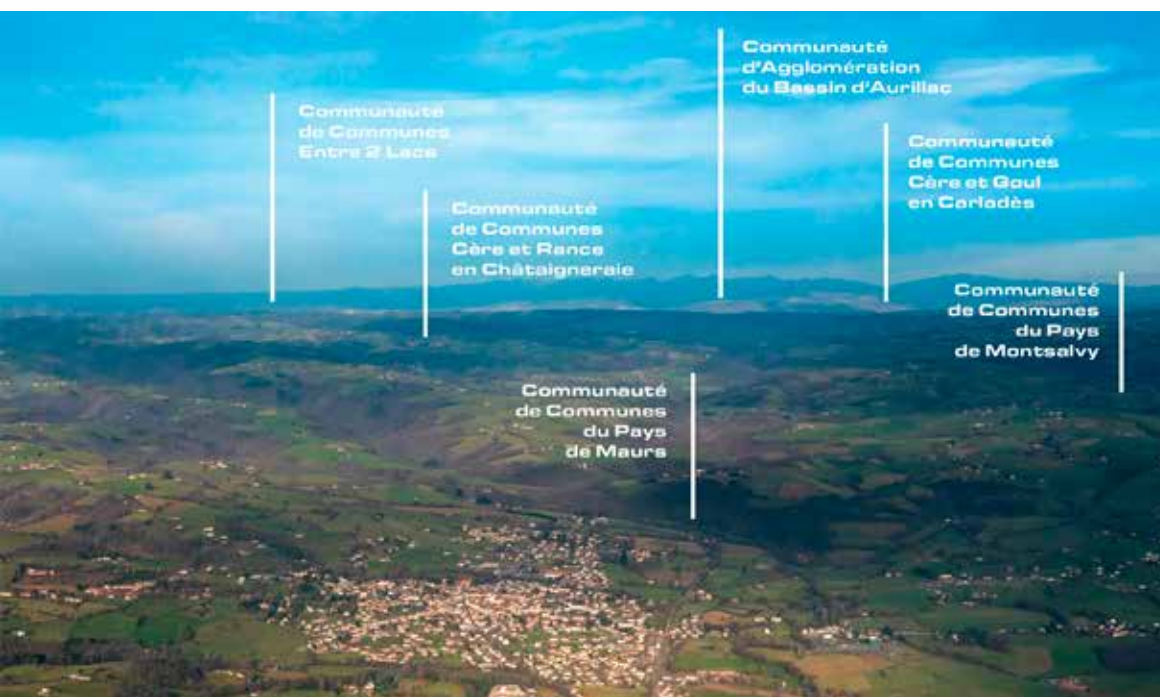 Communauté
de Communes
Entre 2 Lacs
Communauté
de Communes
Cère et Rance
en Châtaigneraie
Communauté
d'Agglomération
du Bassin d'Aurillac
Communauté
de Communes
Cère et Goul
en Carladès
Communauté
de Communes
du Pays
de Montsalvy
Communauté
de Communes
du Pays
de Maurs